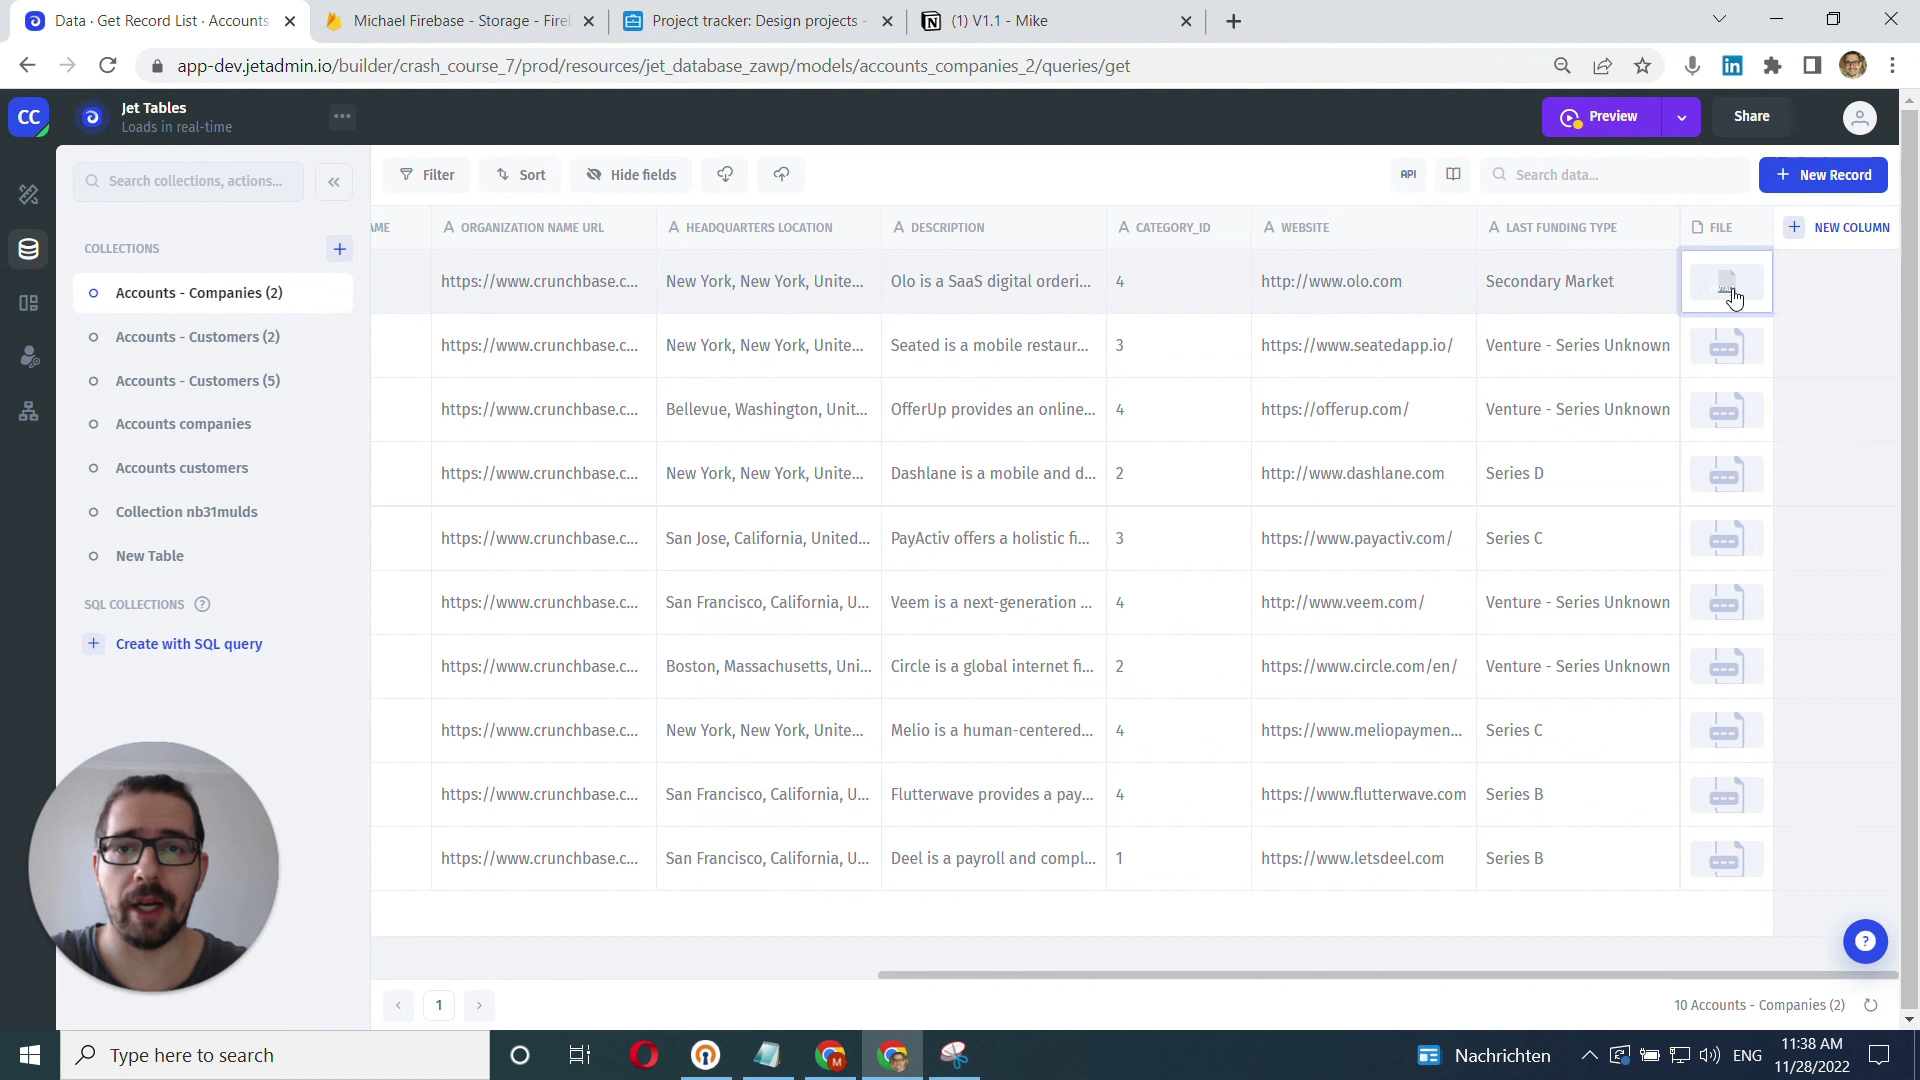 Data · Get Record List · Accounts
Michael Firebase - Storage - Fire
Project tracker: Design projects -
(1) V1.1 - Mike
app-dev.jetadmin.io/builder/crash_course_7/prod/resources/jet_database_zawp/models/accounts_companies_2/queries/get
CC
Jet Tables
Loads in real-time
Preview
Share
Search collections, actions...
Filter
Sort
Hide fields
API
Search data...
New Record
COLLECTIONS
Accounts - Companies (2)
Accounts - Customers (2)
Accounts - Customers (5)
Accounts companies
Accounts customers
Collection nb31mulds
New Table
SQL COLLECTIONS ?
Create with SQL query
AME A ORGANIZATION NAME URL A HEADQUARTERS LOCATION A DESCRIPTION A CATEGORY_ID A WEBSITE A LAST FUNDING TYPE FILE + NEW COLUMN
https://www.crunchbase.c... New York, New York, Unite... Olo is a SaaS digital orderi... 4 http://www.olo.com Secondary Market
https://www.crunchbase.c... New York, New York, Unite... Seated is a mobile restaur... 3 https://www.seatedapp.io/ Venture - Series Unknown
https://www.crunchbase.c... Bellevue, Washington, Unit... OfferUp provides an online... 4 https://offerup.com/ Venture - Series Unknown
https://www.crunchbase.c... New York, New York, Unite... Dashlane is a mobile and d... 2 http://www.dashlane.com Series D
https://www.crunchbase.c... San Jose, California, United... PayActiv offers a holistic fi... 3 https://www.payactiv.com/ Series C
https://www.crunchbase.c... San Francisco, California, U... Veem is a next-generation ... 4 http://www.veem.com/ Venture - Series Unknown
https://www.crunchbase.c... Boston, Massachusetts, Uni... Circle is a global internet fi... 2 https://www.circle.com/en/ Venture - Series Unknown
https://www.crunchbase.c... New York, New York, Unite... Melio is a human-centered... 4 https://www.meliopaymen... Series C
https://www.crunchbase.c... San Francisco, California, U... Flutterwave provides a pay... 4 https://www.flutterwave.com Series B
https://www.crunchbase.c... San Francisco, California, U... Deel is a payroll and compl... 1 https://www.letsdeel.com Series B
?
1
10 Accounts - Companies (2)
Type here to search
Nachrichten
ENG
11:38 AM
11/28/2022